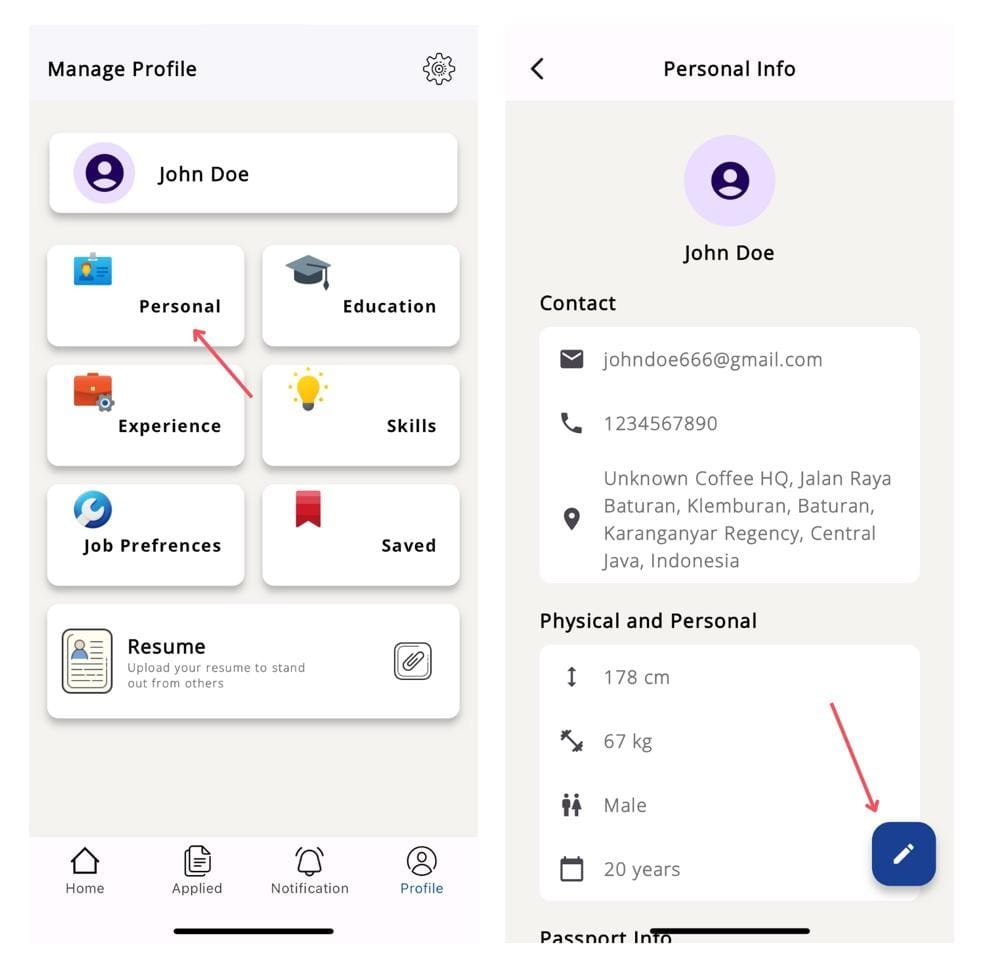 Manage Profile
John Doe
Personal
Education
Experience
Skills
Job Prefrences
Saved
Resume
Upload your resume to stand
out from others
Home
Applied
Notification
Profile
Personal Info
John Doe
Contact
johndoe666@gmail.com
1234567890
Unknown Coffee HQ, Jalan Raya
Baturan, Klemburan, Baturan,
Karanganyar Regency, Central
Java, Indonesia
Physical and Personal
178 cm
67 kg
Male
20 years
Passport Info